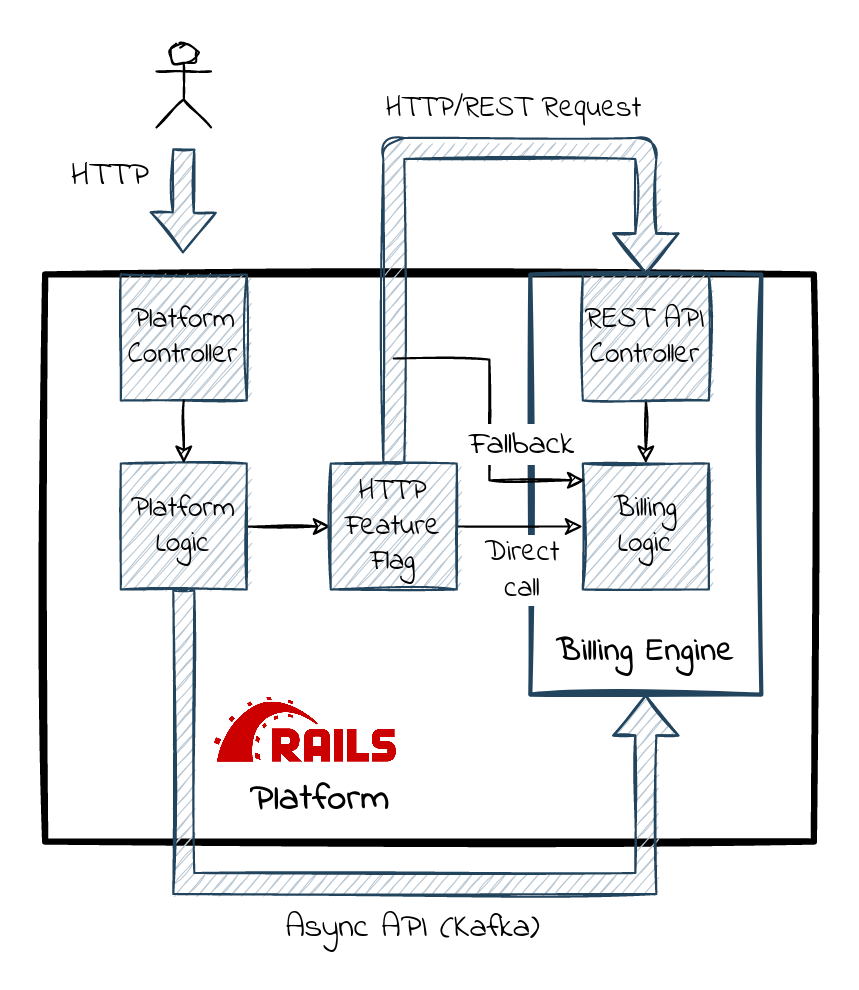 HTTP/REST Request
HTTP
Platform
Controller
REST API
Controller
Fallback
Platform
Logic
HTTP
Feature
Flag
Billing
Logic
Direct
call
Billing Engine
RAILS
Platform
Async API (Kafka)